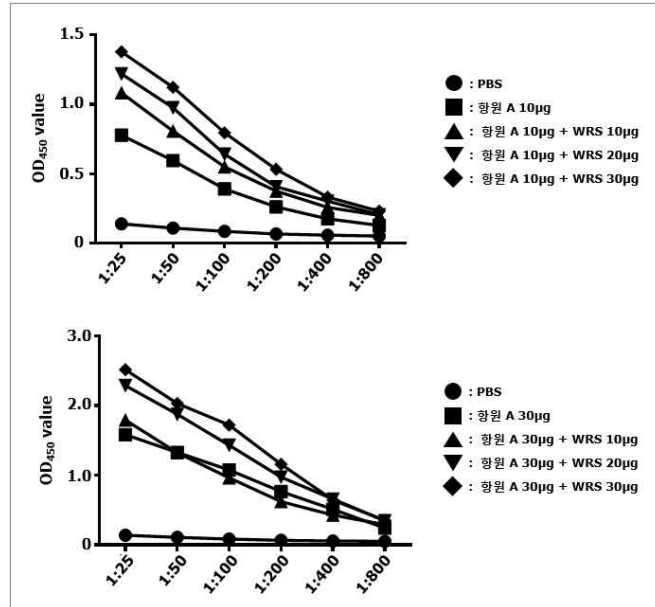 1.5
1.0
0.5
0
OD450 value
1:25
1:50
1:100
1:200
1:400
1:800
: PBS
: 항원 A 10μg
: 항원 A 10μg + WRS 10μg
: 항원 A 10μg + WRS 20μg
: 항원 A 10μg + WRS 30μg
3.0
2.0
1.0
0
OD450 value
1:25
1:50
1:100
1:200
1:400
1:800
: PBS
: 항원 A 30μg
: 항원 A 30μg + WRS 10μg
: 항원 A 30μg + WRS 20μg
: 항원 A 30μg + WRS 30μg